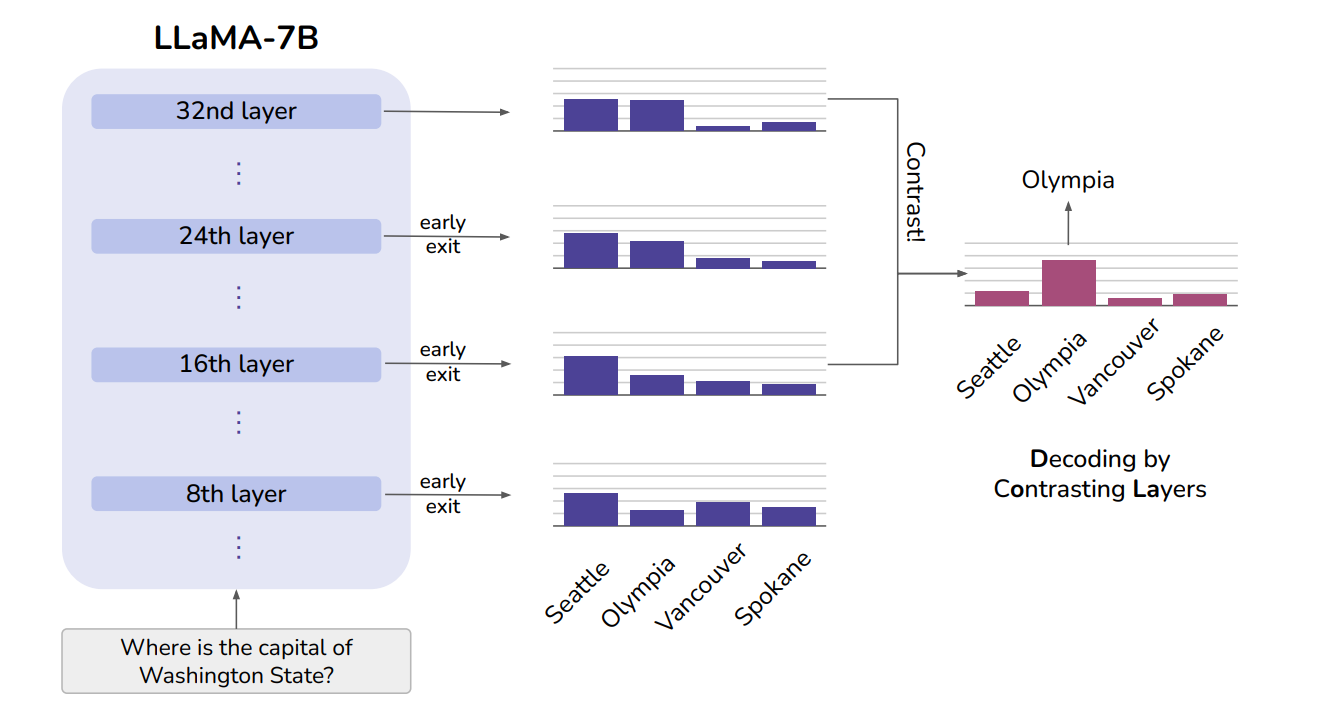 LLaMA-7B
32nd layer
24th layer
early
exit
16th layer
early
exit
8th layer
early
exit
Where is the capital of
Washington State?
Seattle
Olympia
Vancouver
Spokane
Contrast!
Olympia
Seattle
Olympia
Vancouver
Spokane
Decoding by
Contrasting Layers